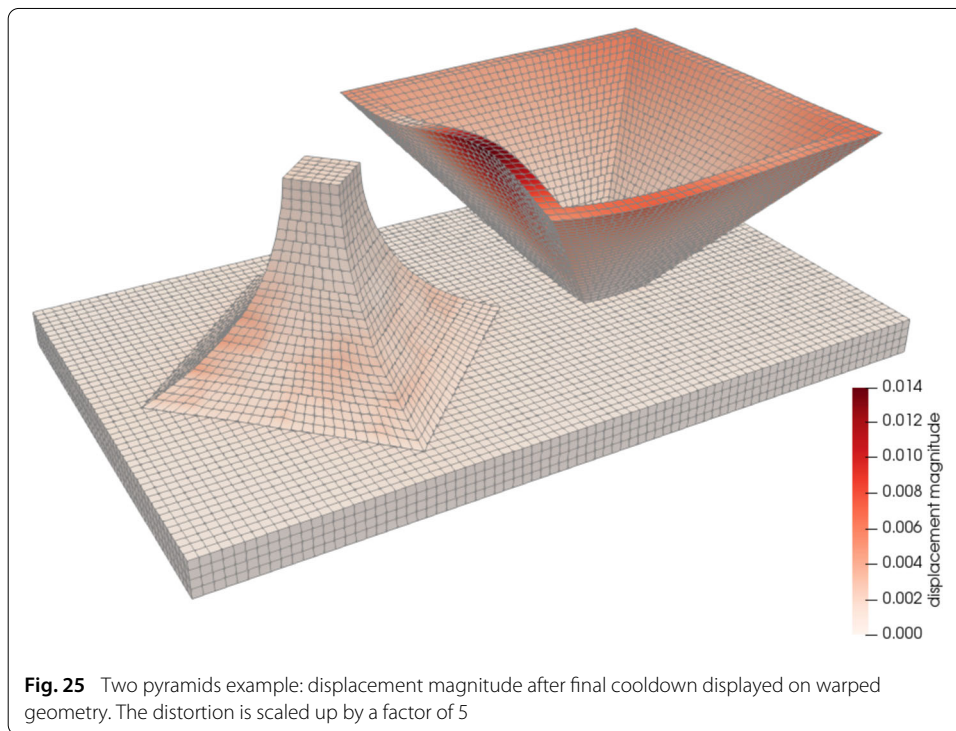 0.014
0.012
0.010
0.008
0.006
0.004
0.002
0.000
displacement magnitude
Fig. 25 Two pyramids example: displacement magnitude after final cooldown displayed on warped
geometry. The distortion is scaled up by a factor of 5